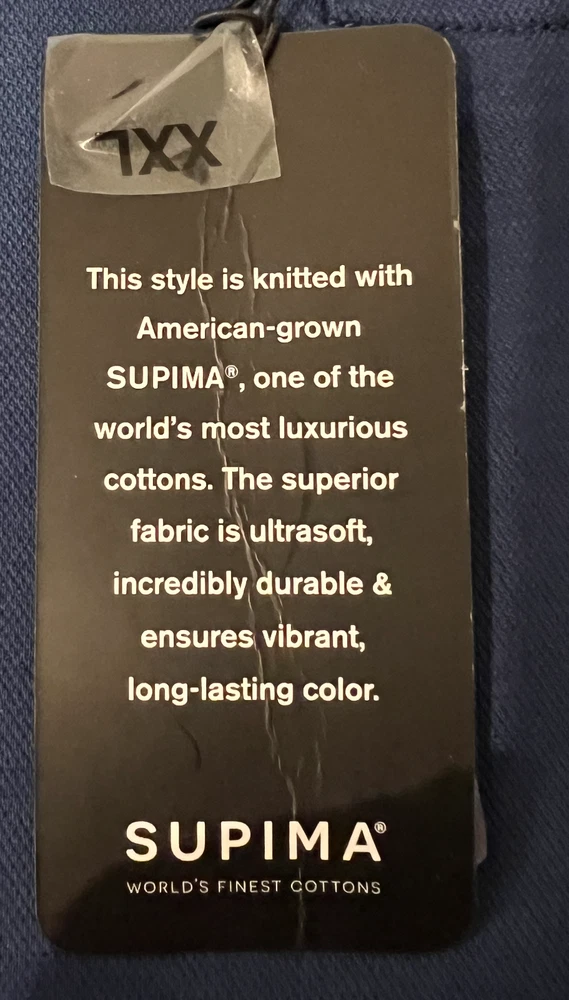 XXL
This style is knitted with
American-grown
SUPIMA®, one of the
world's most luxurious
cottons. The superior
fabric is ultrasoft,
incredibly durable &
ensures vibrant,
long-lasting color.
SUPIMA®
WORLD'S FINEST COTTONS